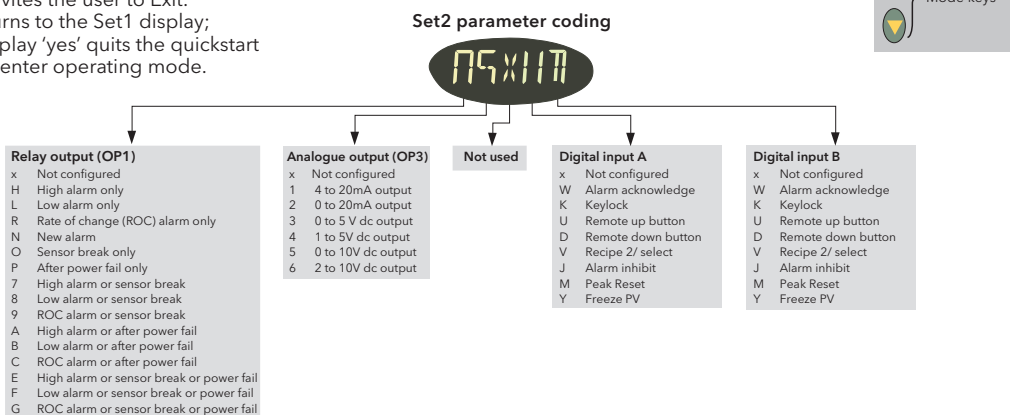 vites the user to Exit.
urns to the Set1 display;
play ‘yes’ quits the quickstart
enter operating mode.
Mode keys
Set2 parameter coding
Relay output (OP1)
x Not configured
H High alarm only
L Low alarm only
R Rate of change (ROC) alarm only
N New alarm
O Sensor break only
P After power fail only
7 High alarm or sensor break
8 Low alarm or sensor break
9 ROC alarm or sensor break
A High alarm or after power fail
B Low alarm or after power fail
C ROC alarm or after power fail
E High alarm or sensor break or power fail
F Low alarm or sensor break or power fail
G ROC alarm or sensor break or power fail
Analogue output (OP3)
x Not configured
1 4 to 20mA output
2 0 to 20mA output
3 0 to 5 V dc output
4 1 to 5V dc output
5 0 to 10V dc output
6 2 to 10V dc output
Not used
Digital input A
x Not configured
W Alarm acknowledge
K Keylock
U Remote up button
D Remote down button
V Recipe 2/ select
J Alarm inhibit
M Peak Reset
Y Freeze PV
Digital input B
x Not configured
W Alarm acknowledge
K Keylock
U Remote up button
D Remote down button
V Recipe 2/ select
J Alarm inhibit
M Peak Reset
Y Freeze PV